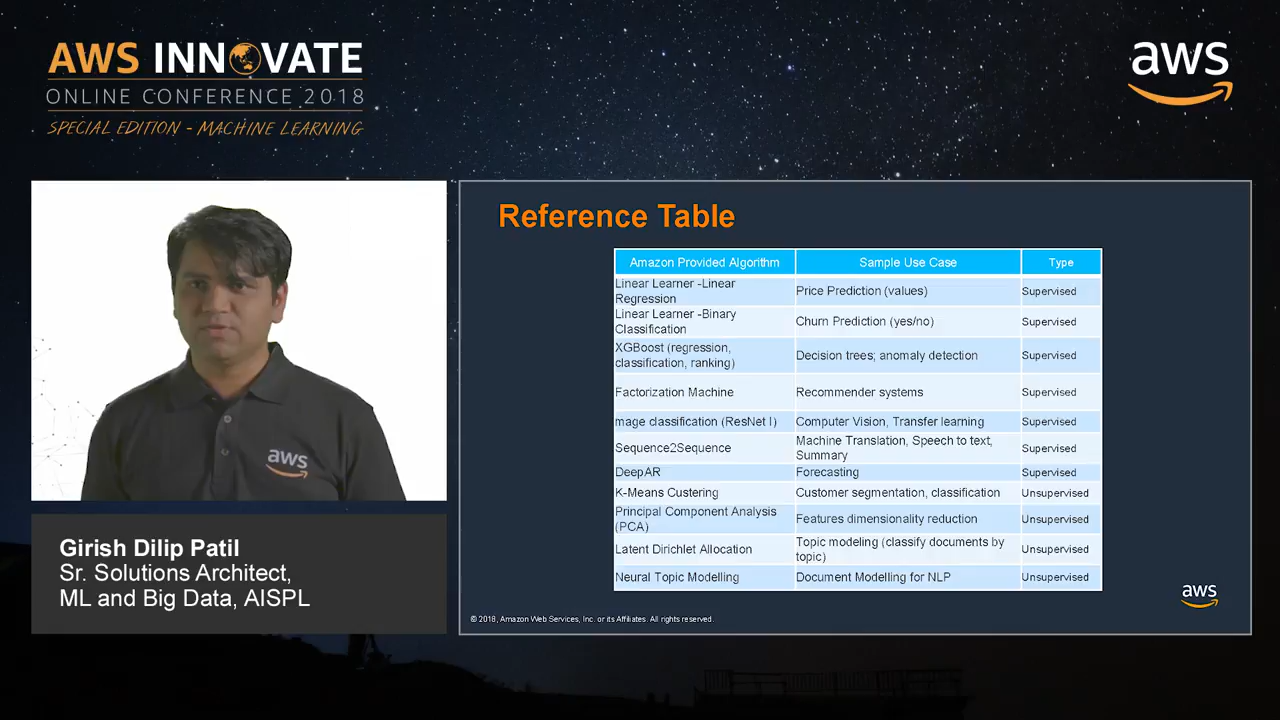 AWS INNOVATE
ONLINE CONFERENCE 2018
SPECIAL EDITION - MACHINE LEARNING
aws
aws
Girish Dilip Patil
Sr. Solutions Architect,
ML and Big Data, AISPL
Reference Table
Amazon Provided Algorithm Sample Use Case Type
Linear Learner -Linear
Regression
Price Prediction (values)
Supervised
Linear Learner -Binary
Classification
Churn Prediction (yes/no)
Supervised
XGBoost (regression,
classification, ranking)
Decision trees; anomaly detection
Supervised
Factorization Machine Recommender systems Supervised
mage classification (ResNet I) Computer Vision, Transfer learning Supervised
Sequence2Sequence
Machine Translation, Speech to text,
Summary
Supervised
DeepAR Forecasting Supervised
K-Means Custering Customer segmentation, classification Unsupervised
Principal Component Analysis
(PCA)
Features dimensionality reduction
Unsupervised
Latent Dirichlet Allocation
Topic modeling (classify documents by
topic)
Unsupervised
Neural Topic Modelling Document Modelling for NLP Unsupervised
aws
© 2018, Amazon Web Services, Inc. or its Affiliates. All rights reserved.